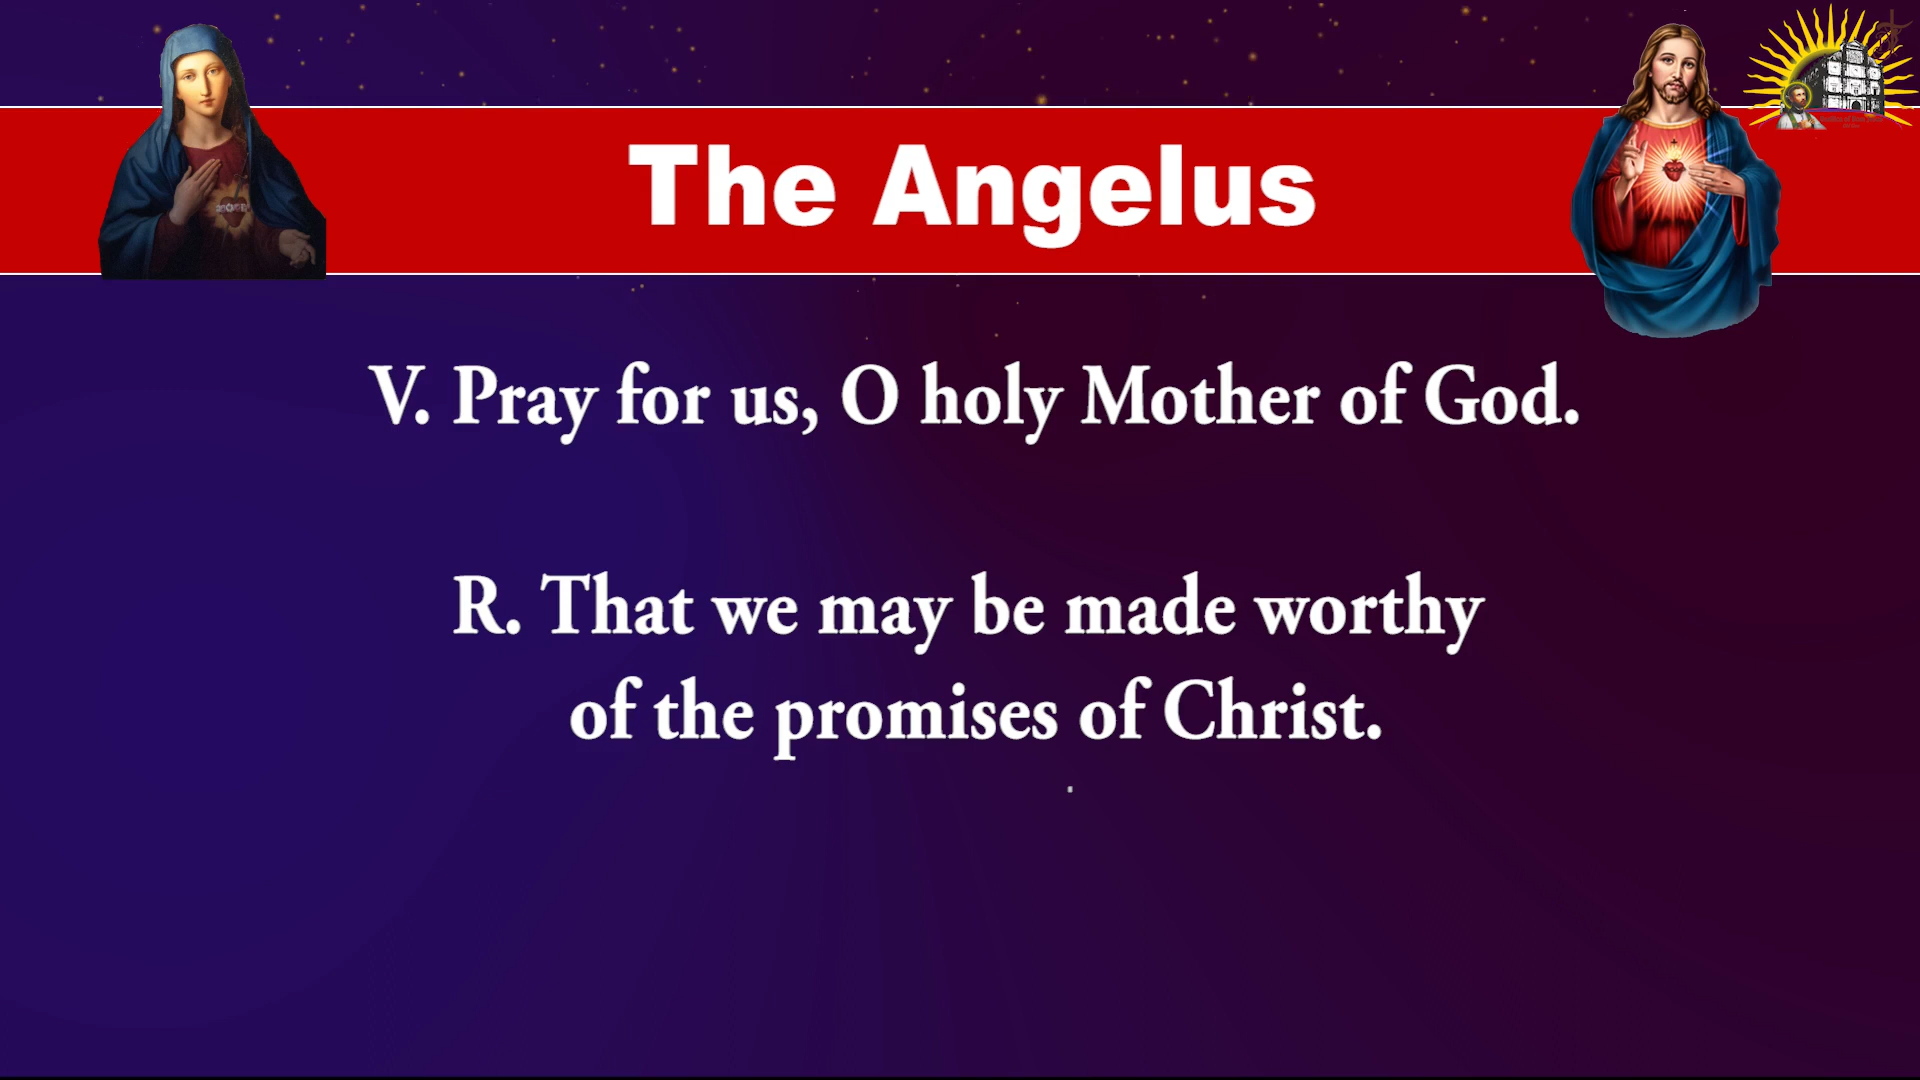 The Angelus
V. Pray for us, O holy Mother of God.
R. That we may be made worthy
of the promises of Christ.